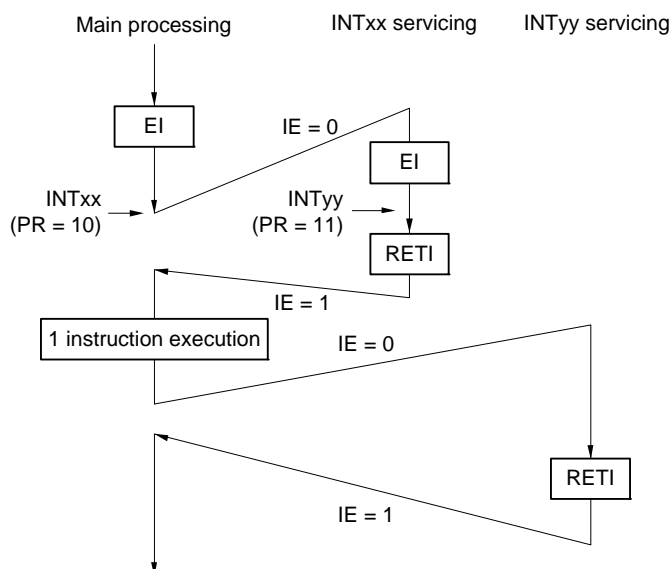 Main processing
INTxx servicing
INTyy servicing
EI
IE = 0
EI
INTxx
(PR = 10)
INTyy
(PR = 11)
RETI
IE = 1
1 instruction execution
IE = 0
RETI
IE = 1